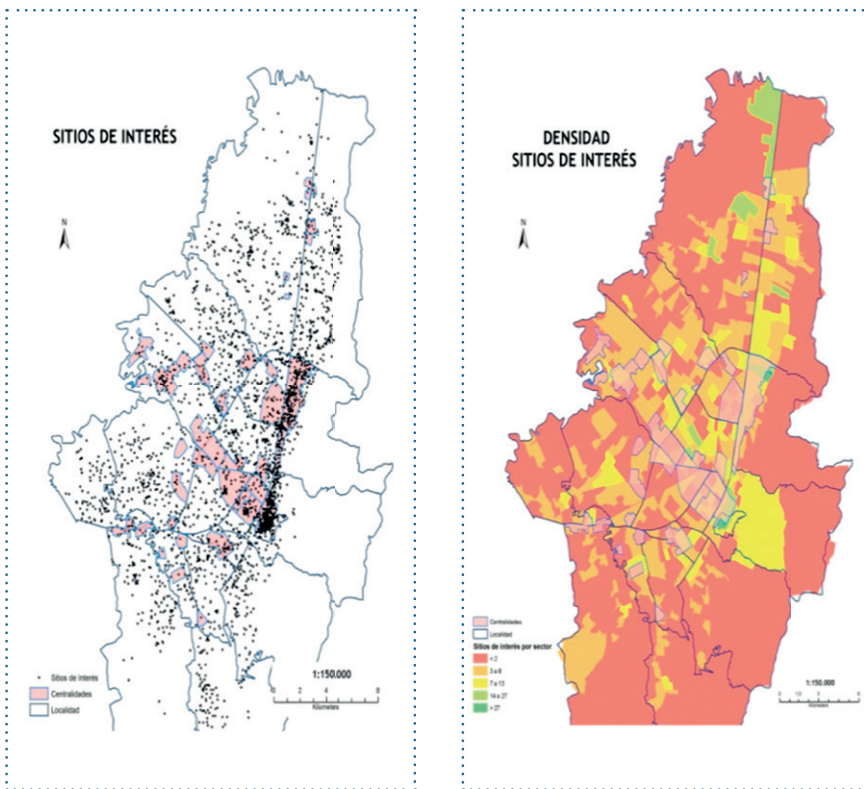 SITIOS DE INTERÉS
N
Sitios de interés
Centralidades
Localidad
1:150.000
0 2 4 8
Kilometers
DENSIDAD
SITIOS DE INTERÉS
N
Centralidades
Localidad
Sitios de interés por sector
< 2
3 a 6
7 a 13
14 a 27
> 27
1:150.000
Kilometers